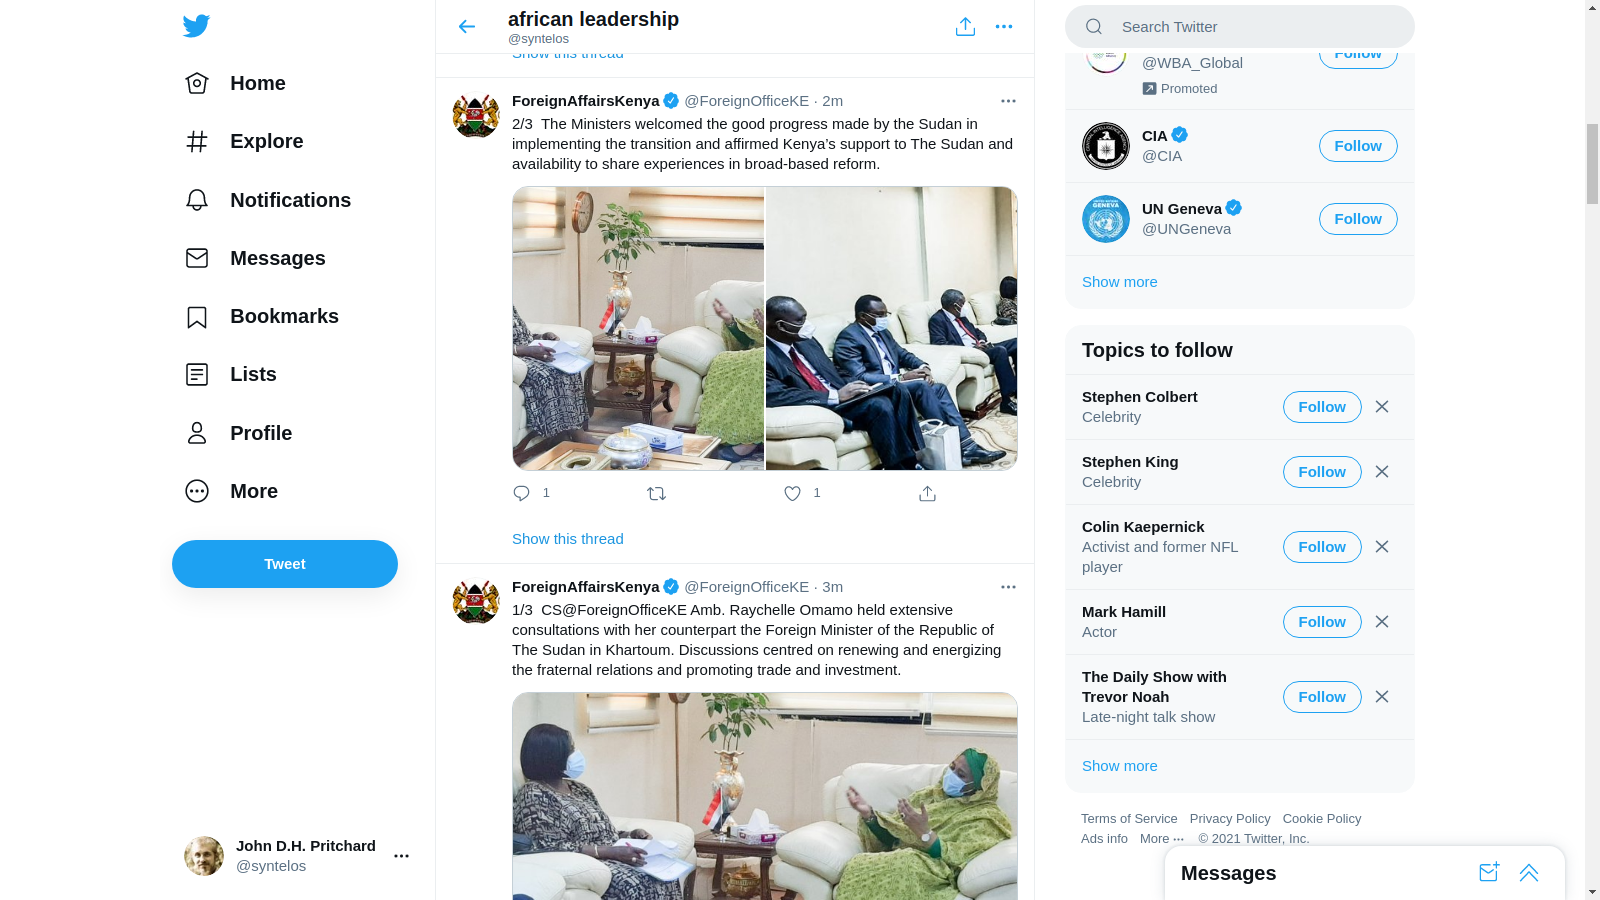 Home
Explore
Notifications
Messages
Bookmarks
Lists
Profile
More
Tweet
John D.H. Pritchard
@syntelos
african leadership
@syntelos
Show this thread
ForeignAffairsKenya @ForeignOfficeKE · 2m
2/3  The Ministers welcomed the good progress made by the Sudan in
implementing the transition and affirmed Kenya’s support to The Sudan and
availability to share experiences in broad-based reform.
1
1
Show this thread
ForeignAffairsKenya @ForeignOfficeKE · 3m
1/3  CS@ForeignOfficeKE Amb. Raychelle Omamo held extensive
consultations with her counterpart the Foreign Minister of the Republic of
The Sudan in Khartoum. Discussions centred on renewing and energizing
the fraternal relations and promoting trade and investment.
Search Twitter
@WBA_Global
Follow
Promoted
CIA
@CIA
Follow
UN Geneva
@UNGeneva
Follow
Show more
Topics to follow
Stephen Colbert
Celebrity
Follow
Stephen King
Celebrity
Follow
Colin Kaepernick
Activist and former NFL
player
Follow
Mark Hamill
Actor
Follow
The Daily Show with
Trevor Noah
Late-night talk show
Follow
Show more
Terms of Service Privacy Policy Cookie Policy
Ads info More ··· © 2021 Twitter, Inc.
Messages